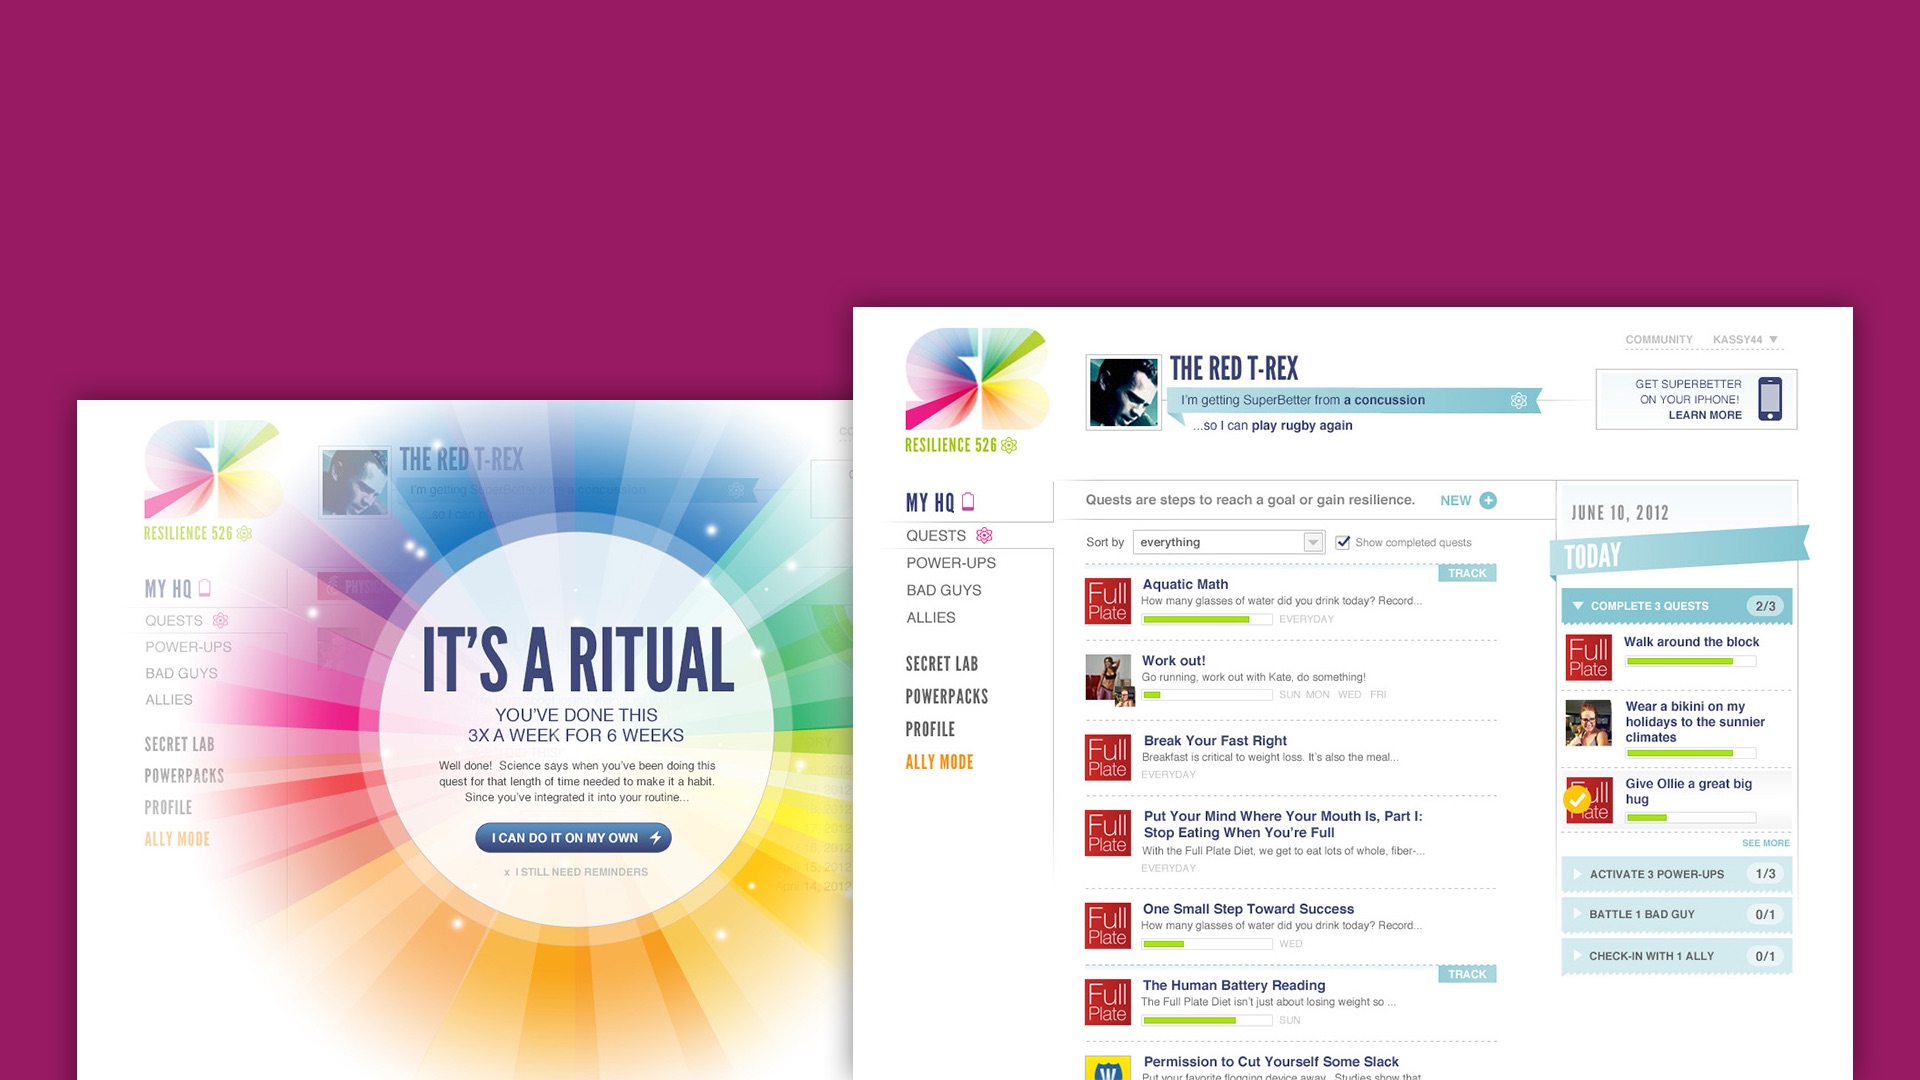 RESILIENCE 526
THE RED T-REX
I'm getting SuperBetter from a concussion
...so I can p
MY HQ
QUESTS
POWER-UPS
BAD GUYS
ALLIES
SECRET LAB
POWERPACKS
PROFILE
ALLY MODE
IT'S A RITUAL
YOU'VE DONE THIS
3X A WEEK FOR 6 WEEKS
Well done! Science says when you've been doing this
quest for that length of time needed to make it a habit.
Since you've integrated it into your routine...
I CAN DO IT ON MY OWN
x I STILL NEED REMINDERS
April 14, 2012
SB
RESILIENCE 526
THE RED T-REX
I'm getting SuperBetter from a concussion
...so I can play rugby again
COMMUNITY KASSY44
GET SUPERBETTER
ON YOUR IPHONE!
LEARN MORE
MY HQ
QUESTS
POWER-UPS
BAD GUYS
ALLIES
SECRET LAB
POWERPACKS
PROFILE
ALLY MODE
Quests are steps to reach a goal or gain resilience. NEW
Sort by everything Show completed quests
TRACK
Full
Plate
Aquatic Math
How many glasses of water did you drink today? Record...
EVERYDAY
Work out!
Go running, work out with Kate, do something!
SUN MON WED FRI
Full
Plate
Break Your Fast Right
Breakfast is critical to weight loss. It's also the meal...
EVERYDAY
Full
Plate
Put Your Mind Where Your Mouth Is, Part I:
Stop Eating When You're Full
With the Full Plate Diet, we get to eat lots of whole, fiber-...
EVERYDAY
Full
Plate
One Small Step Toward Success
How many glasses of water did you drink today? Record...
WED
TRACK
Full
Plate
The Human Battery Reading
The Full Plate Diet isn't just about losing weight so ...
SUN
Permission to Cut Yourself Some Slack
Put your favorite flogging device away. Studies show that
JUNE 10, 2012
TODAY
COMPLETE 3 QUESTS 2/3
Full
Plate
Walk around the block
Wear a bikini on my
holidays to the sunnier
climates
Give Ollie a great big
hug
SEE MORE
ACTIVATE 3 POWER-UPS 1/3
BATTLE 1 BAD GUY 0/1
CHECK-IN WITH 1 ALLY 0/1